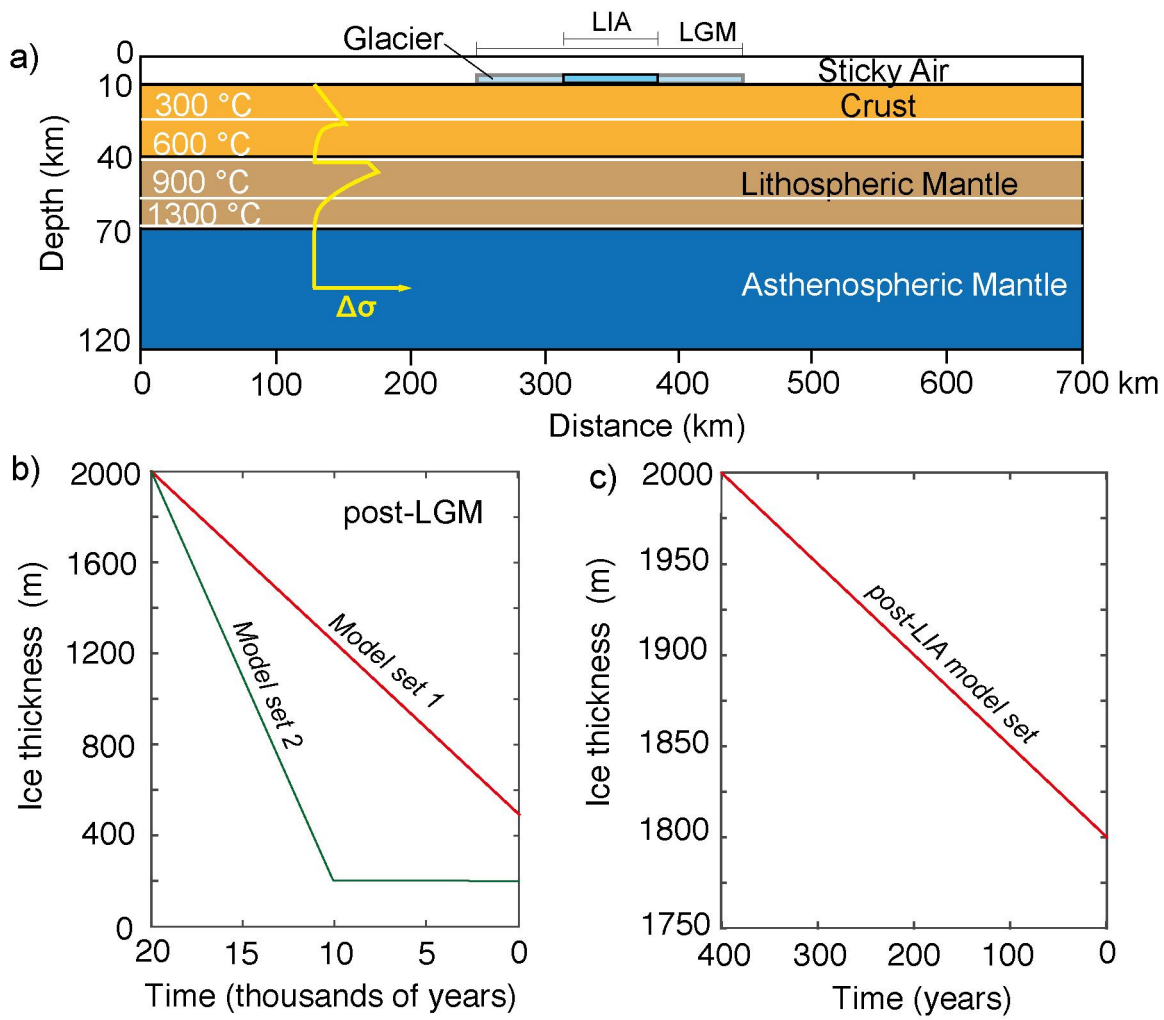 a)
LIA
LGM
Glacier
Sticky Air
Crust
Lithospheric Mantle
Asthenospheric Mantle
300 °C
600 °C
900 °C
1300 °C
Δσ
Depth (km)
0
10
40
70
120
0 100 200 300 400 500 600 700 km
Distance (km)
b)
post-LGM
Model set 1
Model set 2
Ice thickness (m)
2000
1600
1200
800
400
0
20 15 10 5 0
Time (thousands of years)
c)
post-LIA model set
Ice thickness (m)
2000
1950
1900
1850
1800
1750
400 300 200 100 0
Time (years)